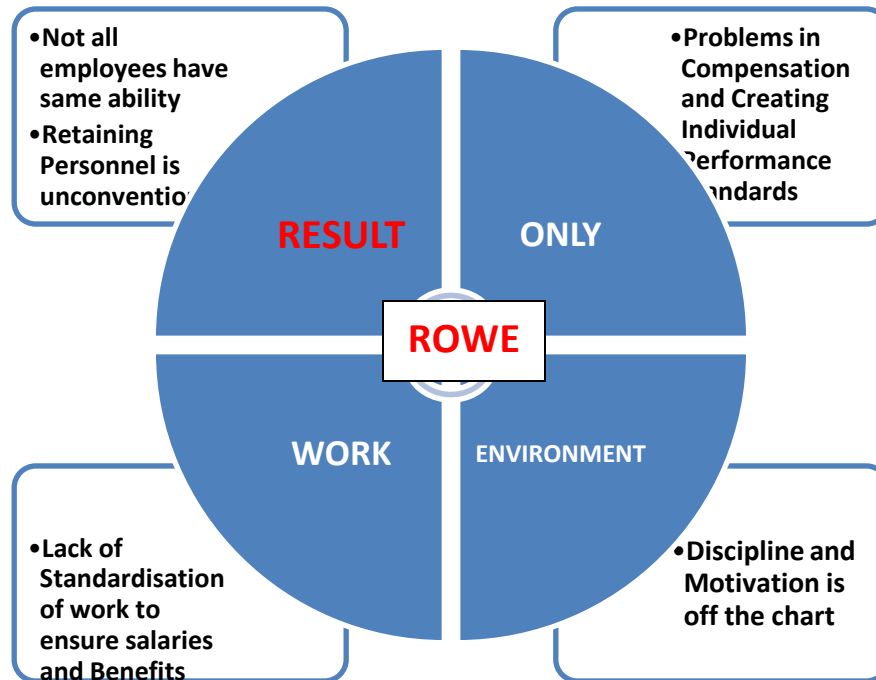 •Not all
employees have
same ability
•Retaining
Personnel is
unconventio
•Problems in
Compensation
and Creating
Individual
Performance
tandards
RESULT
ONLY
ROWE
WORK
ENVIRONMENT
•Lack of
Standardisation
of work to
ensure salaries
and Benefits
•Discipline and
Motivation is
off the chart